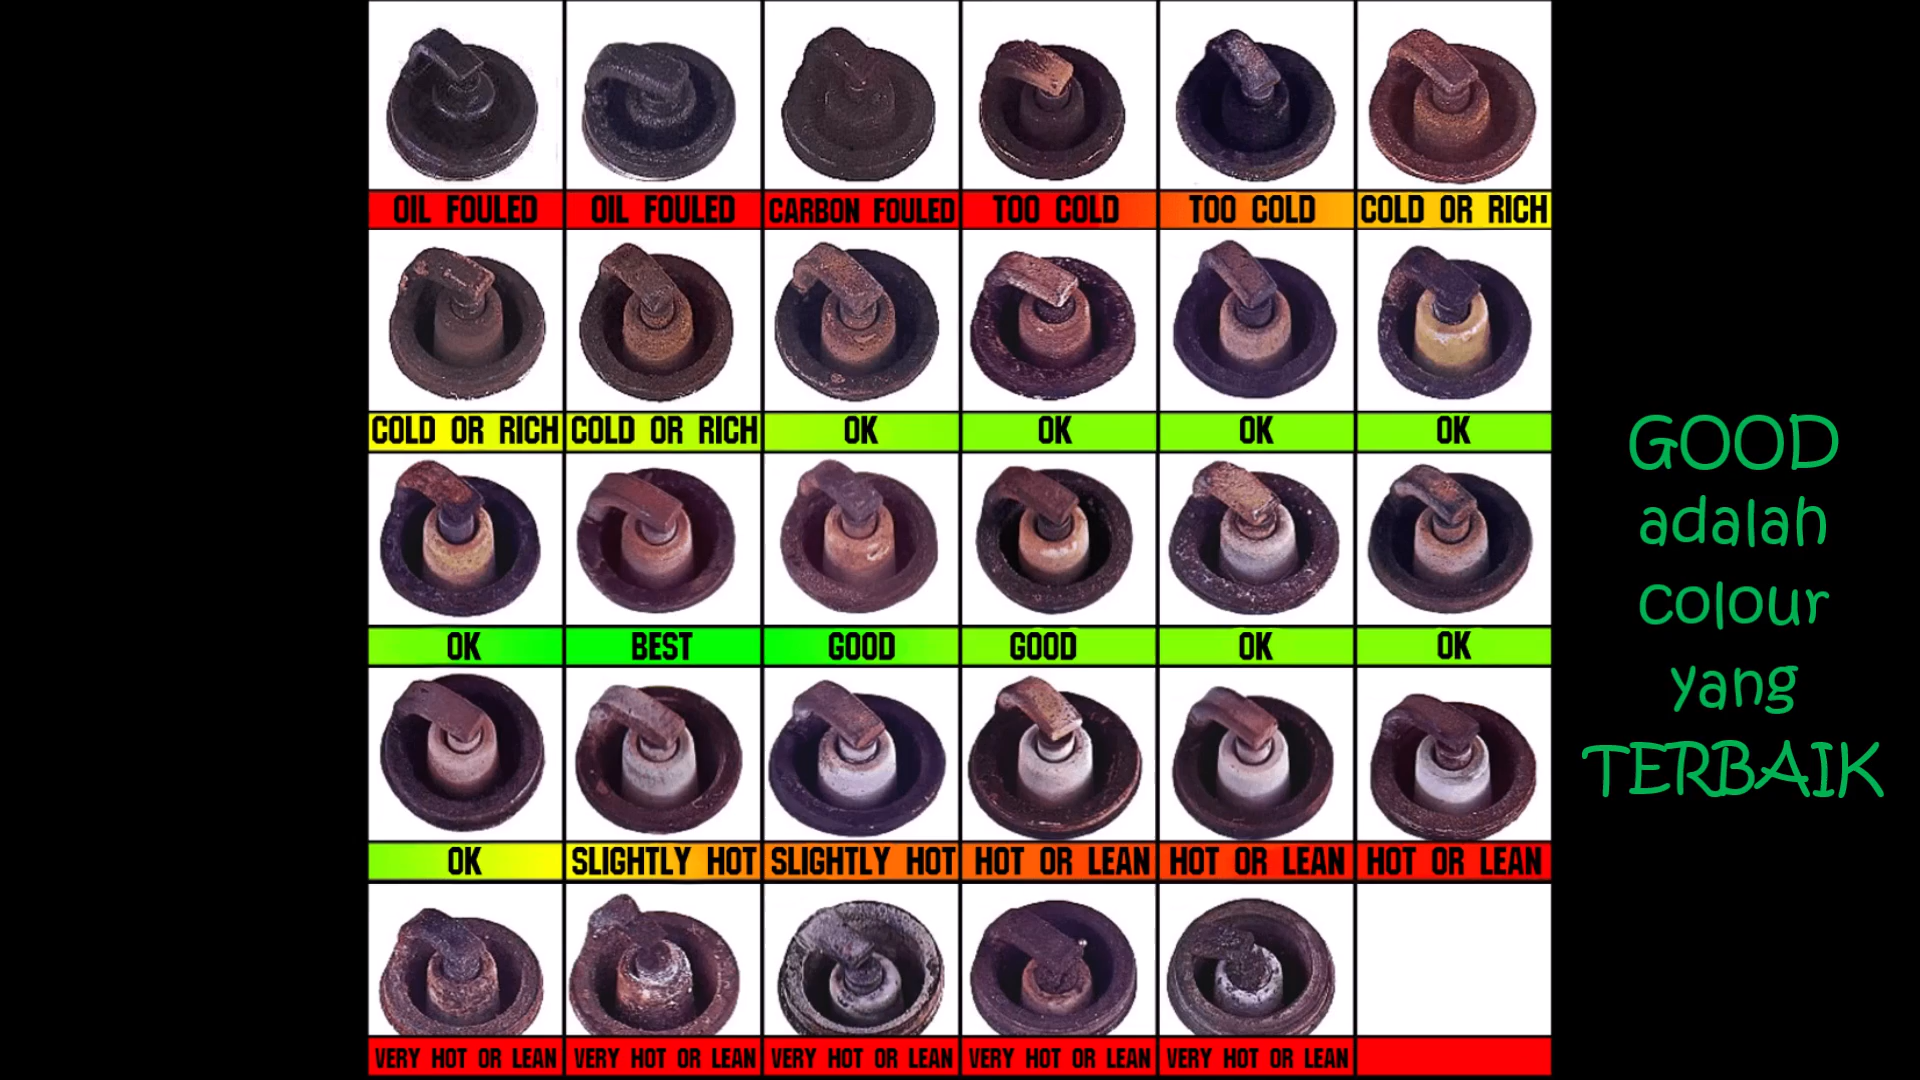 OIL FOULED OIL FOULED CARBON FOULED TOO COLD TOO COLD COLD OR RICH
COLD OR RICH COLD OR RICH OK OK OK OK
OK BEST GOOD GOOD OK OK
OK SLIGHTLY HOT SLIGHTLY HOT HOT OR LEAN HOT OR LEAN HOT OR LEAN
VERY HOT OR LEAN VERY HOT OR LEAN VERY HOT OR LEAN VERY HOT OR LEAN VERY HOT OR LEAN
GOOD
adalah
colour
yang
TERBAIK